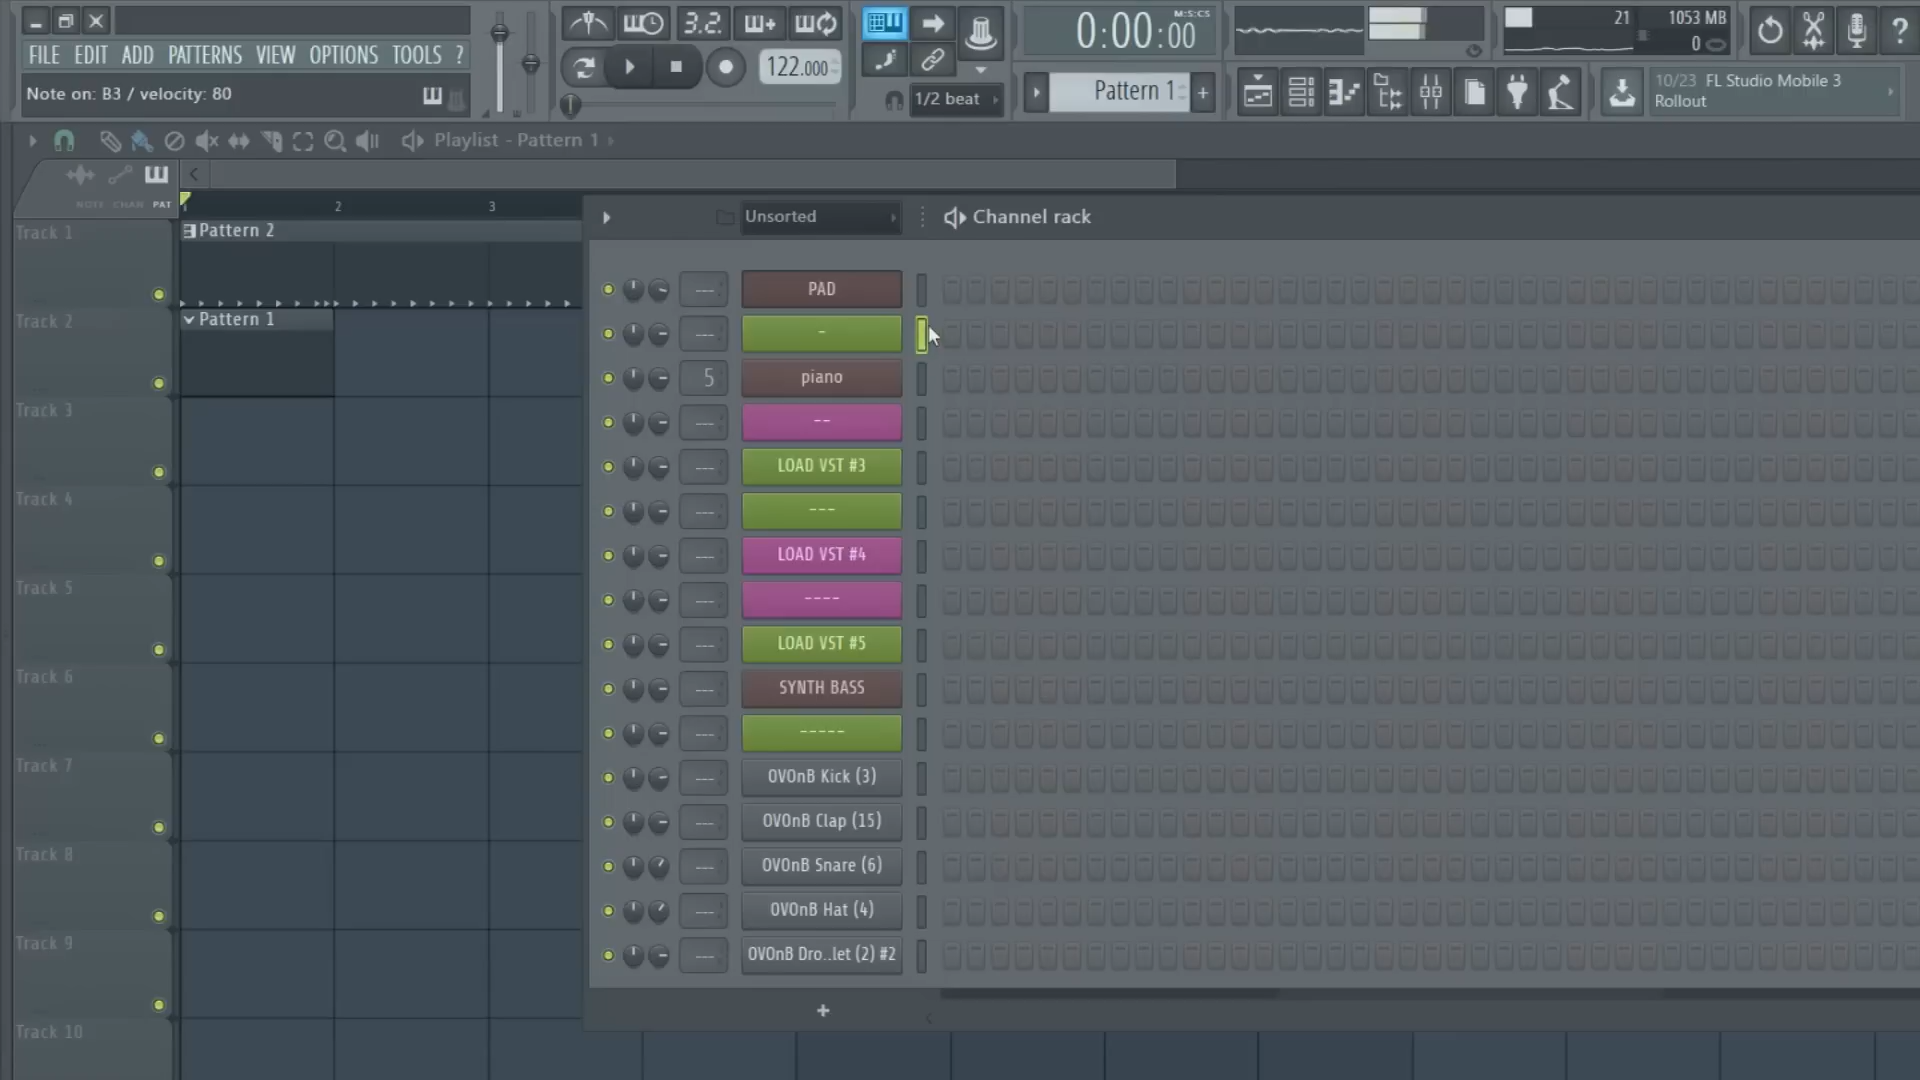 FILE EDIT ADD PATTERNS VIEW OPTIONS TOOLS ?
Note on: B3 / velocity: 80
3.2.
122.000
1/2 beat
0:00:00
M:S:CS
Pattern 1
+
21
1053 MB
0
?
10/23 FL Studio Mobile 3
Rollout
Playlist - Pattern 1
NOTE CHAN PAT
2
3
Track 1
Pattern 2
Track 2
Pattern 1
Track 3
Track 4
Track 5
Track 6
Track 7
Track 8
Track 9
Track 10
Unsorted
Channel rack
--- PAD
--- -
5 piano
--- --
--- LOAD VST #3
--- ---
--- LOAD VST #4
--- ----
--- LOAD VST #5
--- SYNTH BASS
--- -----
--- OVOnB Kick (3)
--- OVOnB Clap (15)
--- OVOnB Snare (6)
--- OVOnB Hat (4)
--- OVOnB Dro..let (2) #2
+